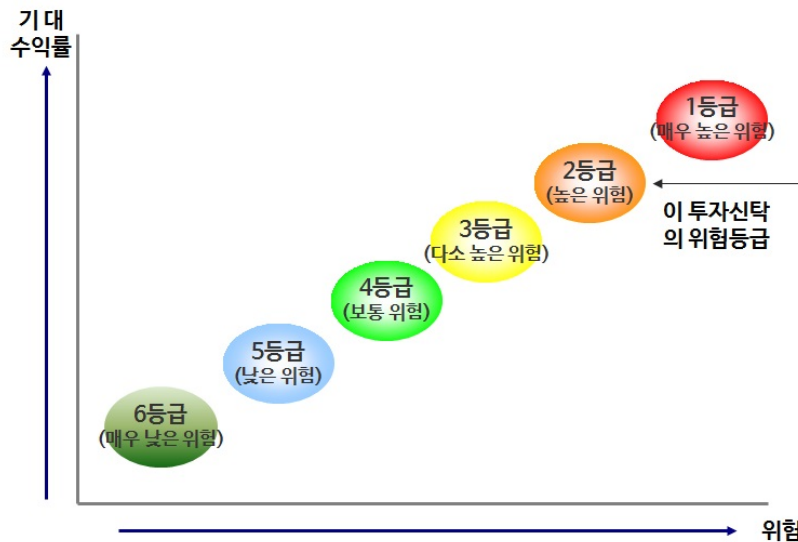 기 대
수익률
1등급
(매우 높은 위험)
2등급
(높은 위험)
이 투자신탁
의 위험등급
3등급
(다소 높은 위험)
4등급
(보통 위험)
5등급
(낮은 위험)
6등급
(매우 낮은 위험)
위험